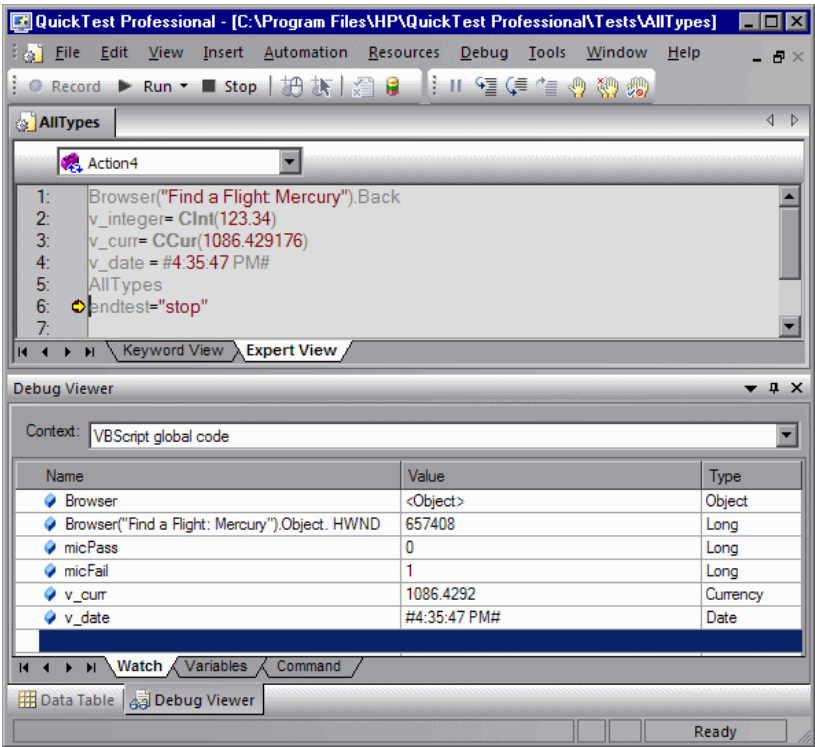 QuickTest Professional - [C:\Program Files\HP\QuickTest Professional\Tests\AllTypes]
File Edit View Insert Automation Resources Debug Tools Window Help
Record Run Stop
AllTypes
Action4
1: Browser("Find a Flight: Mercury").Back
2: v_integer= CInt(123.34)
3: v_curr= CCur(1086.429176)
4: v_date = #4:35:47 PM#
5: AllTypes
6: endtest="stop"
7:
Keyword View Expert View
Debug Viewer
Context: VBScript global code
Name Value Type
Browser <Object> Object
Browser("Find a Flight: Mercury").Object. HWND 657408 Long
micPass 0 Long
micFail 1 Long
v_curr 1086.4292 Currency
v_date #4:35:47 PM# Date
Watch Variables Command
Data Table Debug Viewer
Ready